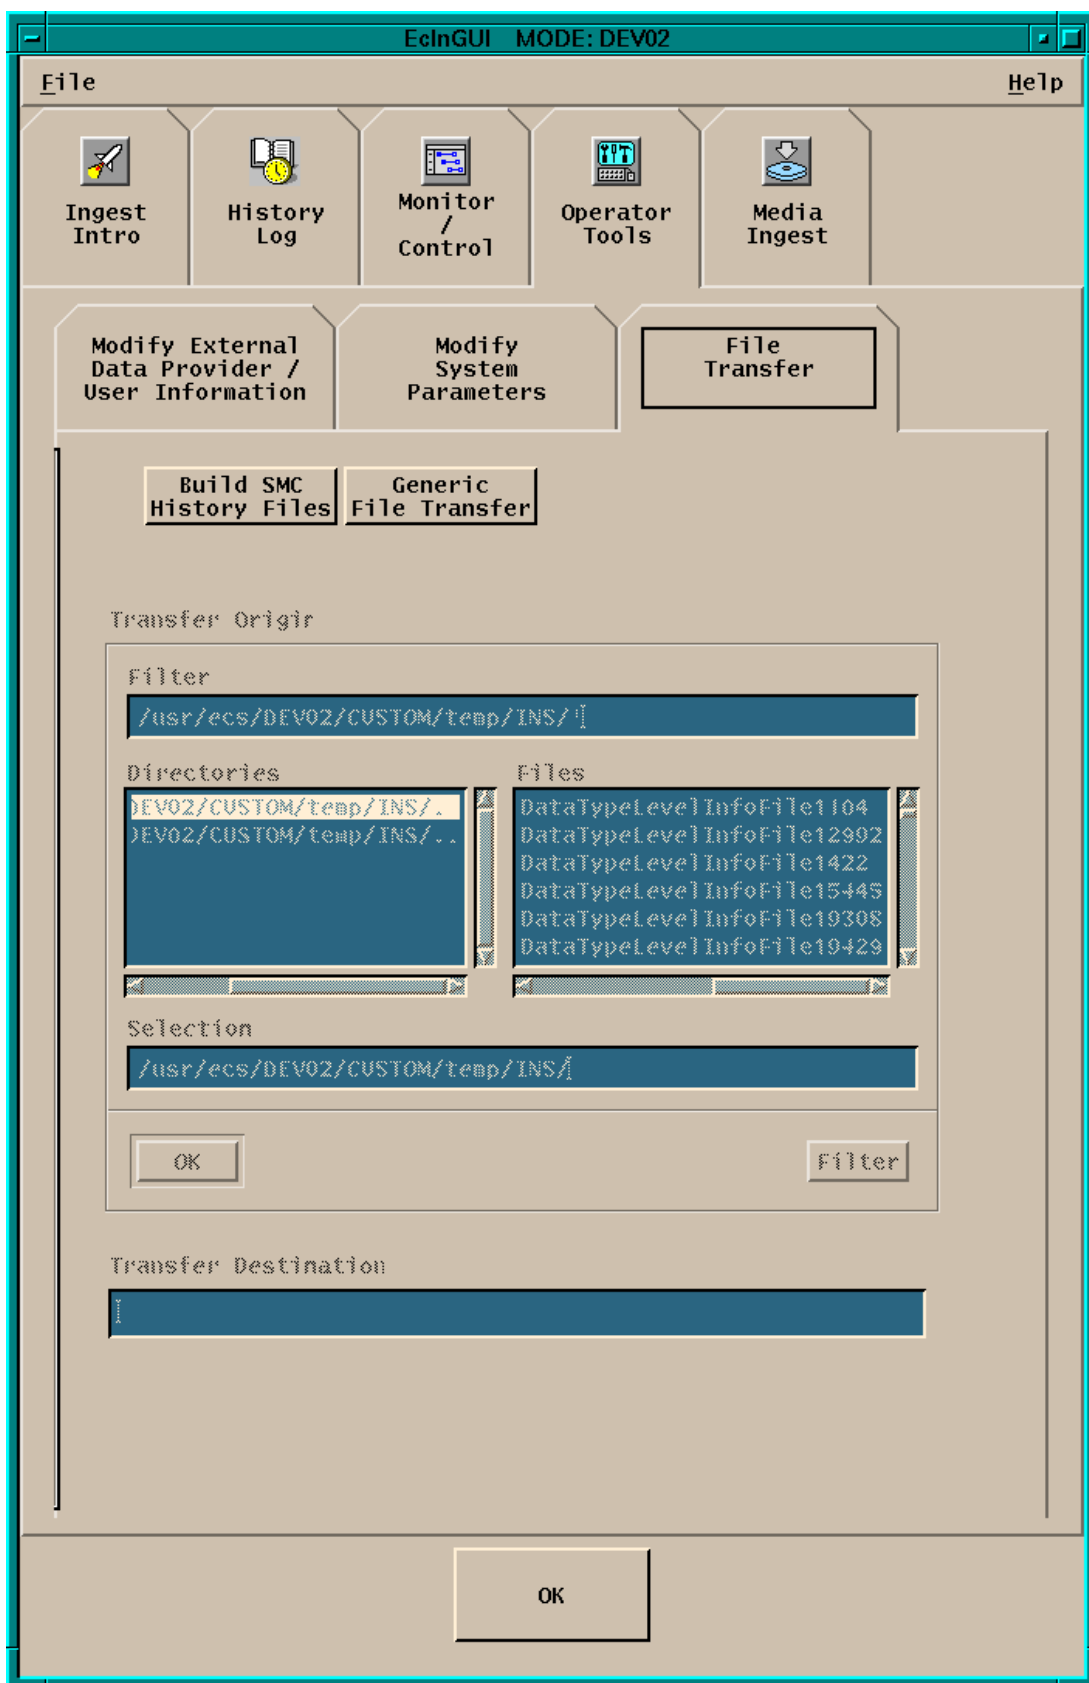 EcInGUI MODE: DEV02
File Help
Ingest
Intro
History
Log
Monitor
/
Control
Operator
Tools
Media
Ingest
Modify External
Data Provider /
User Information
Modify
System
Parameters
File
Transfer
Build SMC
History Files
Generic
File Transfer
Transfer Origin
Filter
/usr/ecs/DEV02/CUSTOM/temp/INS/*
Directories
DEV02/CUSTOM/temp/INS/.
DEV02/CUSTOM/temp/INS/..
Files
DataTypeLevelInfoFile1104
DataTypeLevelInfoFile12992
DataTypeLevelInfoFile1422
DataTypeLevelInfoFile15445
DataTypeLevelInfoFile19308
DataTypeLevelInfoFile19429
Selection
/usr/ecs/DEV02/CUSTOM/temp/INS/
OK Filter
Transfer Destination
OK